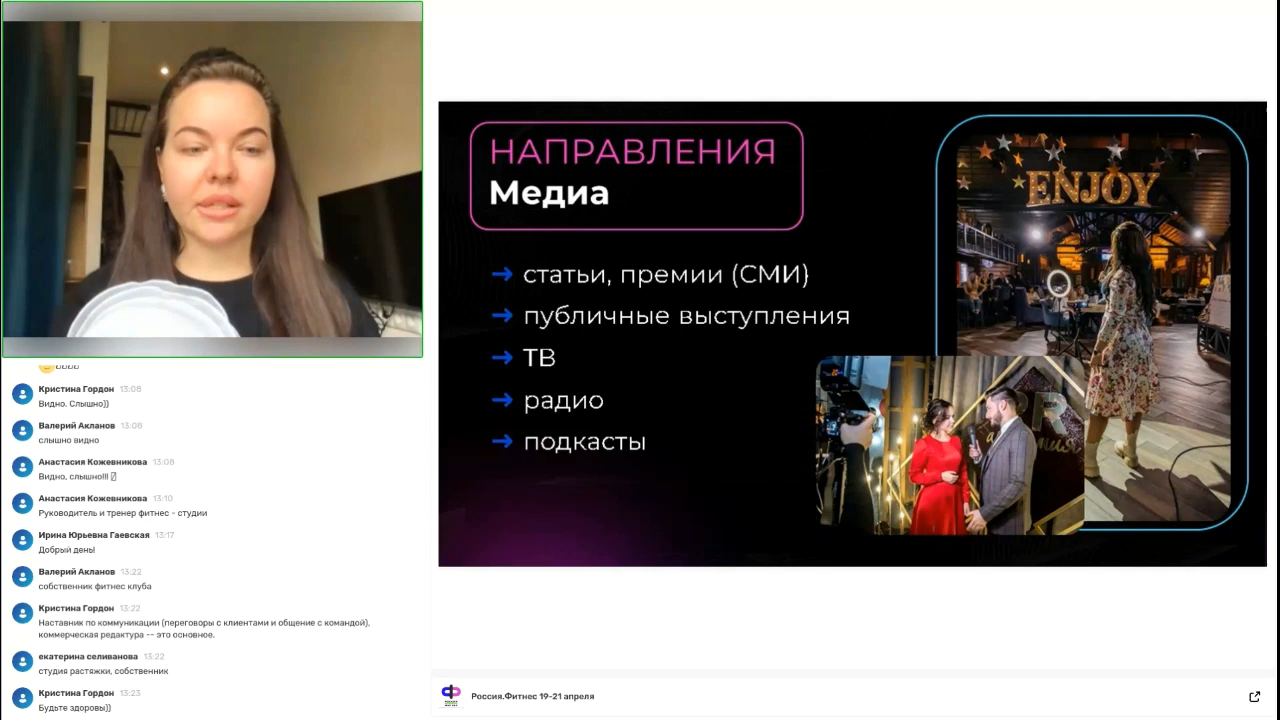 Кристина Гордон 13:08
Видно. Слышно))
Валерий Акланов 13:08
слышно видно
Анастасия Кожевникова 13:08
Видно, слышно!!!
Анастасия Кожевникова 13:10
Руководитель и тренер фитнес - студии
Ирина Юрьевна Гаевская 13:17
Добрый день!
Валерий Акланов 13:22
собственник фитнес клуба
Кристина Гордон 13:22
Наставник по коммуникации (переговоры с клиентами и общение с командой),
коммерческая редактура -- это основное.
екатерина селиванова 13:22
студия растяжки, собственник
Кристина Гордон 13:23
Будьте здоровы))
НАПРАВЛЕНИЯ
Медиа
→ статьи, премии (СМИ)
→ публичные выступления
→ ТВ
→ радио
→ подкасты
ENJOY
PR
Россия.Фитнес 19-21 апреля